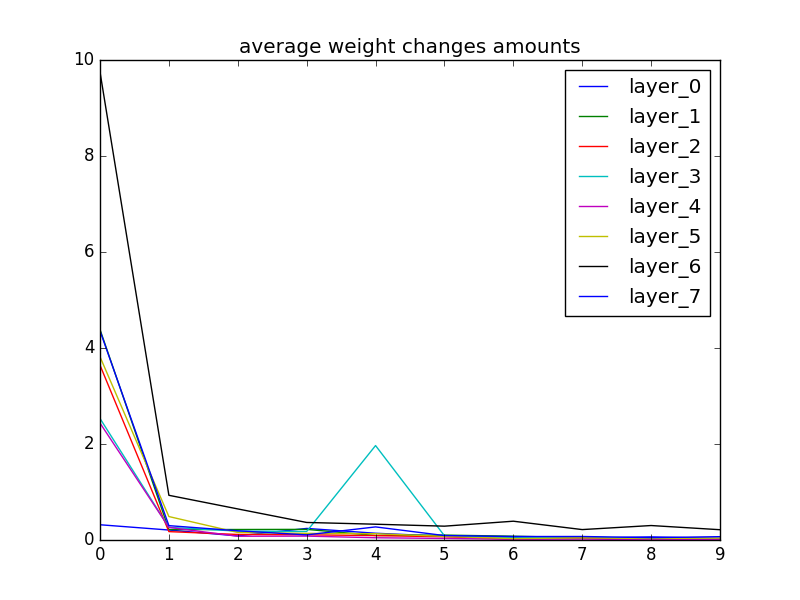 average weight changes amounts
10
8
6
4
2
0
0 1 2 3 4 5 6 7 8 9
layer_0
layer_1
layer_2
layer_3
layer_4
layer_5
layer_6
layer_7